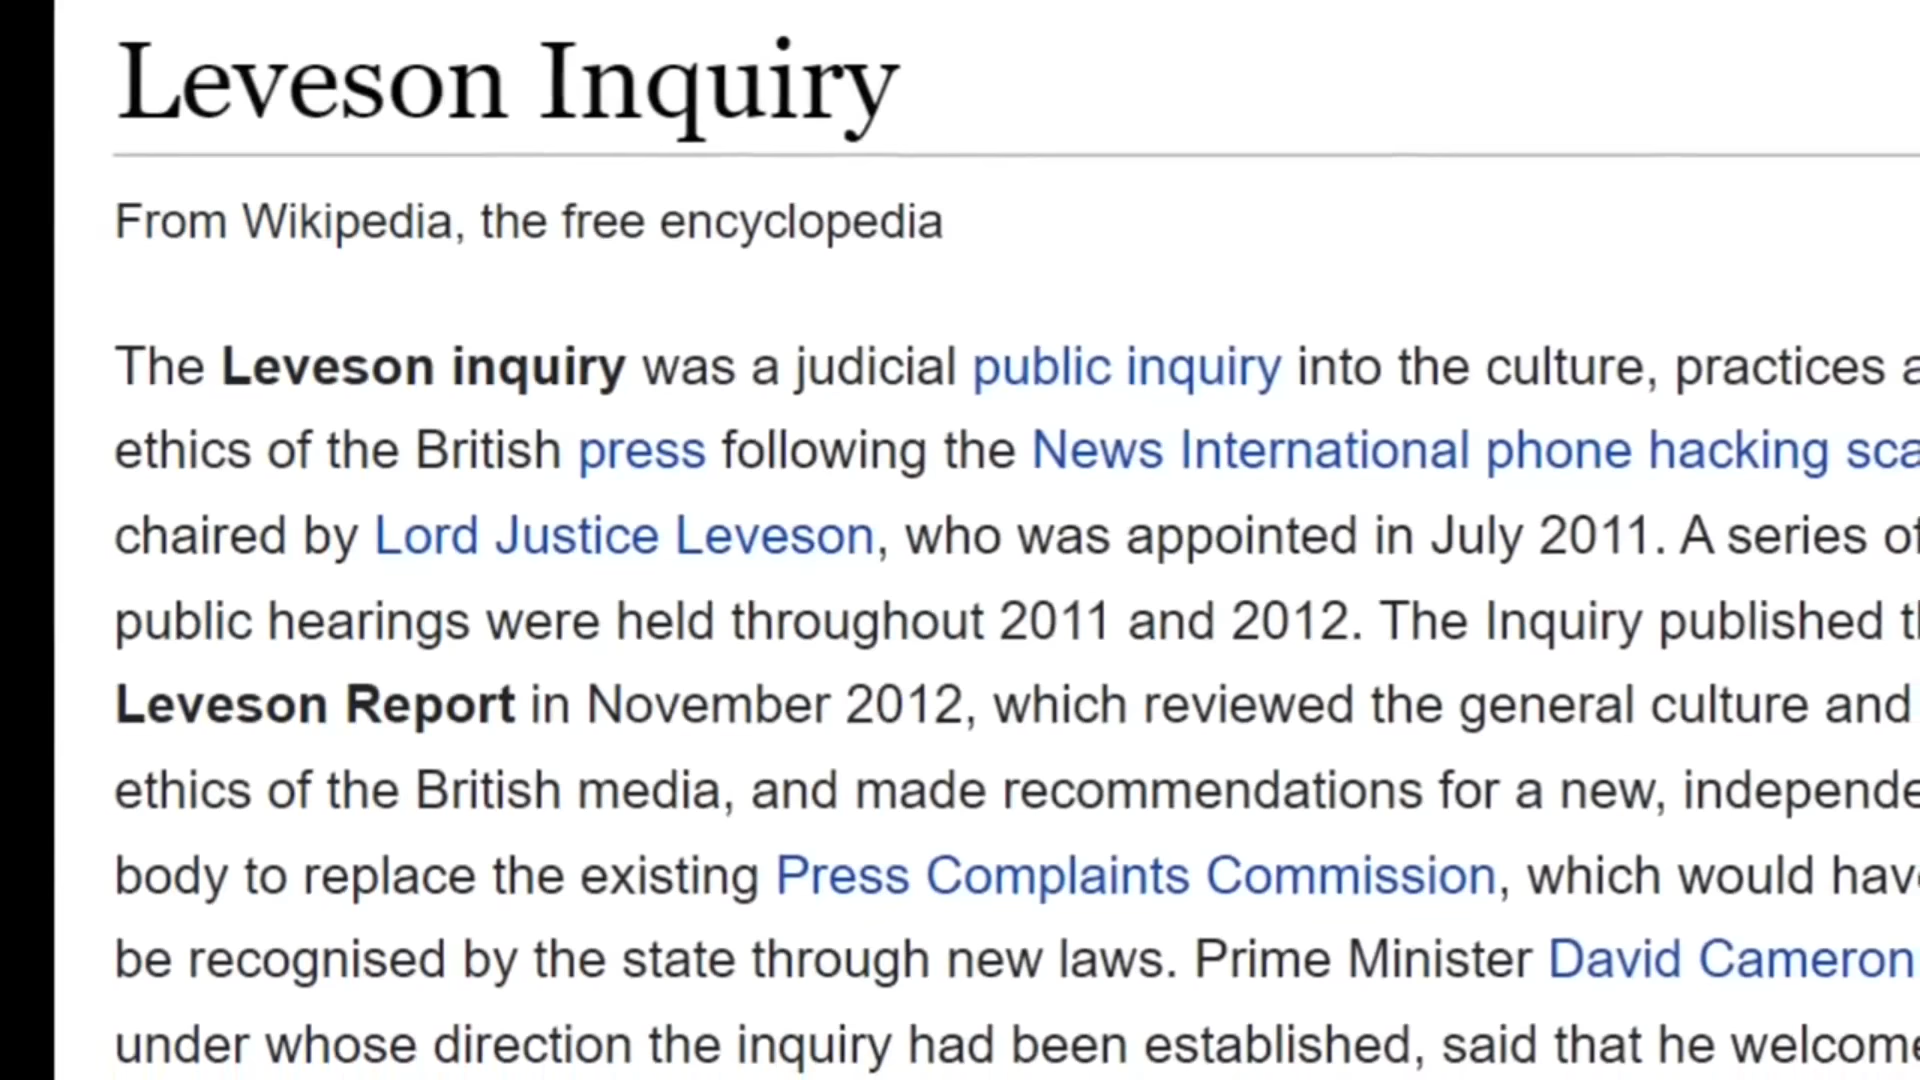 Leveson Inquiry
From Wikipedia, the free encyclopedia
The Leveson inquiry was a judicial public inquiry into the culture, practices
ethics of the British press following the News International phone hacking
chaired by Lord Justice Leveson, who was appointed in July 2011. A series of
public hearings were held throughout 2011 and 2012. The Inquiry published
Leveson Report in November 2012, which reviewed the general culture and
ethics of the British media, and made recommendations for a new,
body to replace the existing Press Complaints Commission, which would
be recognised by the state through new laws. Prime Minister David Cameron
under whose direction the inquiry had been established, said that he